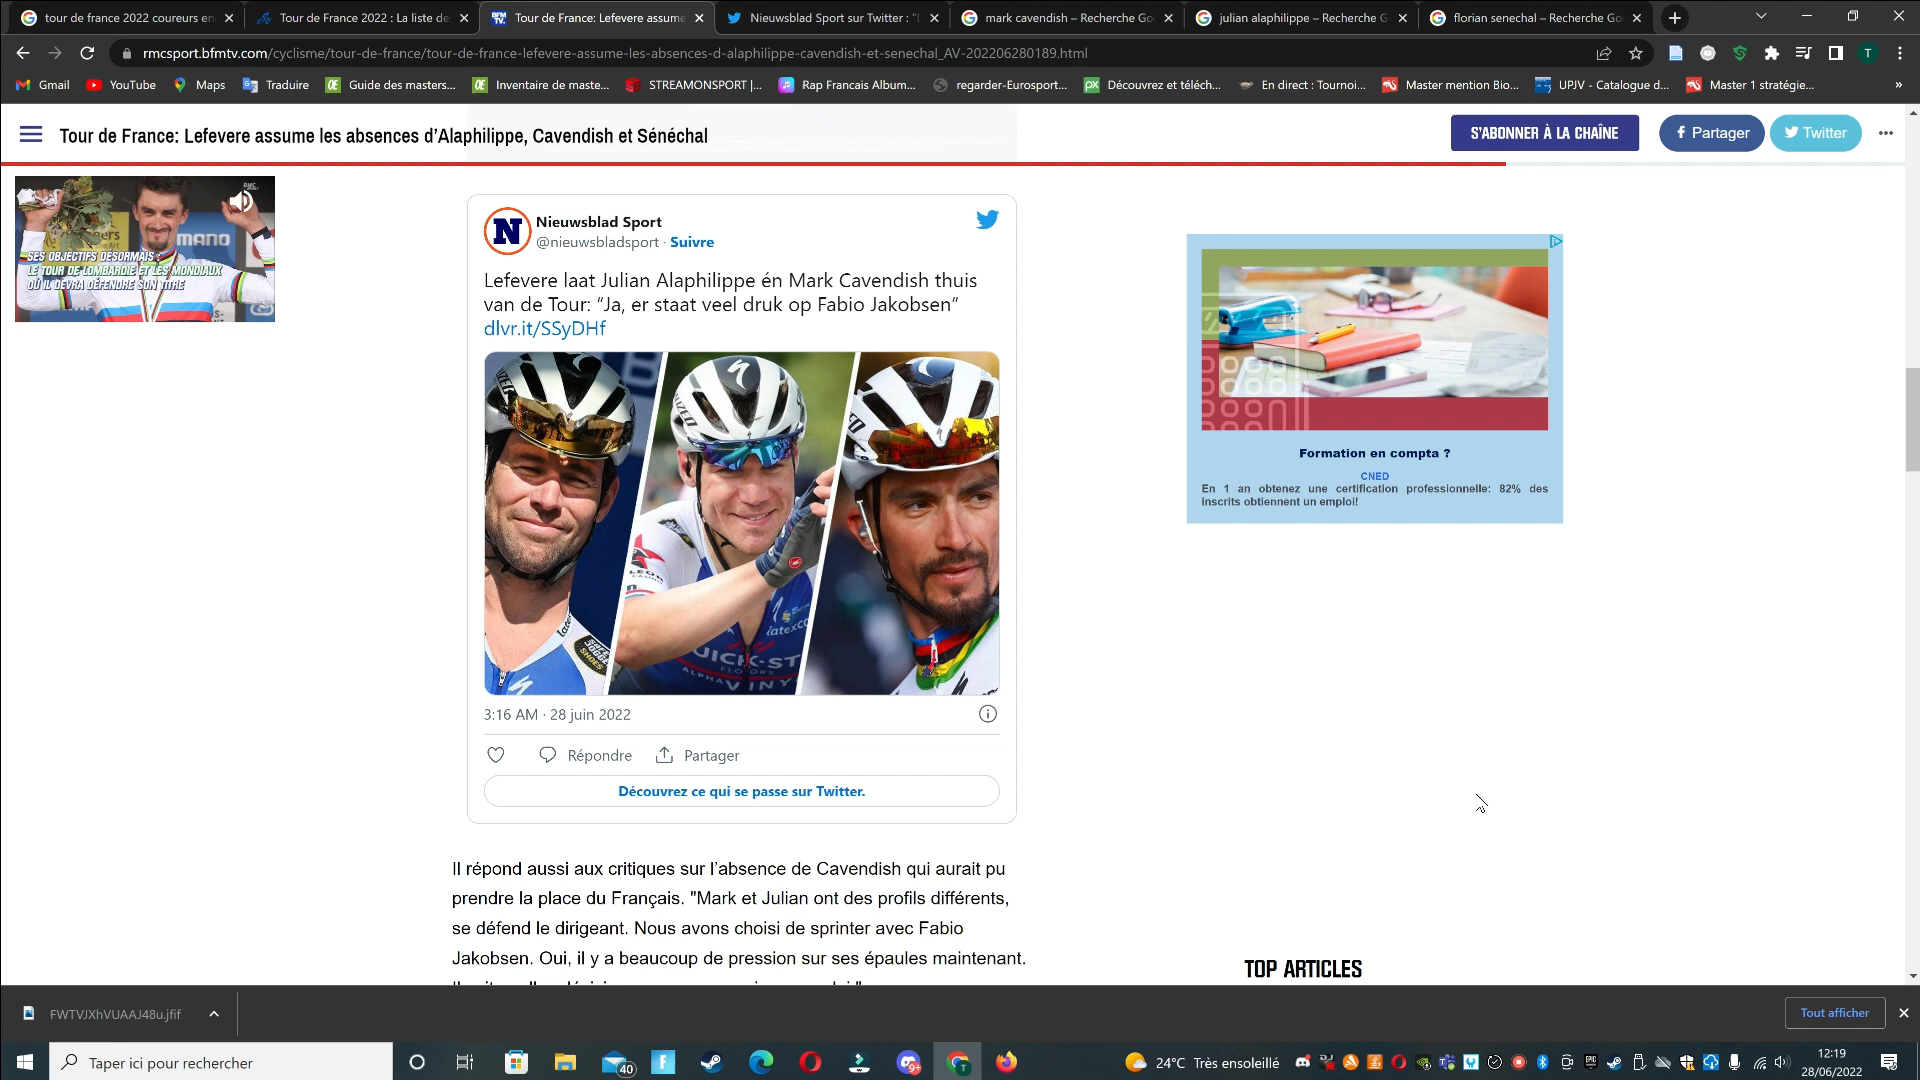 tour de france 2022 coureurs en
Tour de France 2022 : La liste de
Tour de France: Lefevere assume
Nieuwsblad Sport sur Twitter : "L
mark cavendish – Recherche Go
julian alaphilippe – Recherche G
florian senechal – Recherche Go
rmcsport.bfmtv.com/cyclisme/tour-de-france/tour-de-france-lefevere-assume-les-absences-d-alaphilippe-cavendish-et-senechal_AV-202206280189.html
T
Gmail
YouTube
Maps
Traduire
Guide des masters...
Inventaire de maste...
STREAMONSPORT |...
Rap Francais Album...
regarder-Eurosport...
Découvrez et téléch...
En direct : Tournoi...
Master mention Bio...
UPJV - Catalogue d...
Master 1 stratégie...
»
Tour de France: Lefevere assume les absences d’Alaphilippe, Cavendish et Sénéchal
S'ABONNER À LA CHAÎNE
Partager
Twitter
SES OBJECTIFS DÉSORMAIS :
LE TOUR DE LOMBARDIE ET LES MONDIAUX
OÙ IL DEVRA DÉFENDRE SON TITRE
N
Nieuwsblad Sport
@nieuwsbladsport · Suivre
Lefevere laat Julian Alaphilippe én Mark Cavendish thuis
van de Tour: “Ja, er staat veel druk op Fabio Jakobsen”
dlvr.it/SSyDHf
3:16 AM · 28 juin 2022
Répondre
Partager
Découvrez ce qui se passe sur Twitter.
Formation en compta ?
CNED
En 1 an obtenez une certification professionnelle: 82% des
inscrits obtiennent un emploi!
Il répond aussi aux critiques sur l’absence de Cavendish qui aurait pu
prendre la place du Français. "Mark et Julian ont des profils différents,
se défend le dirigeant. Nous avons choisi de sprinter avec Fabio
Jakobsen. Oui, il y a beaucoup de pression sur ses épaules maintenant.
TOP ARTICLES
FWTVJXhVUAAJ48u.jfif
Tout afficher
Taper ici pour rechercher
40
9+
24°C Très ensoleillé
12:19
28/06/2022